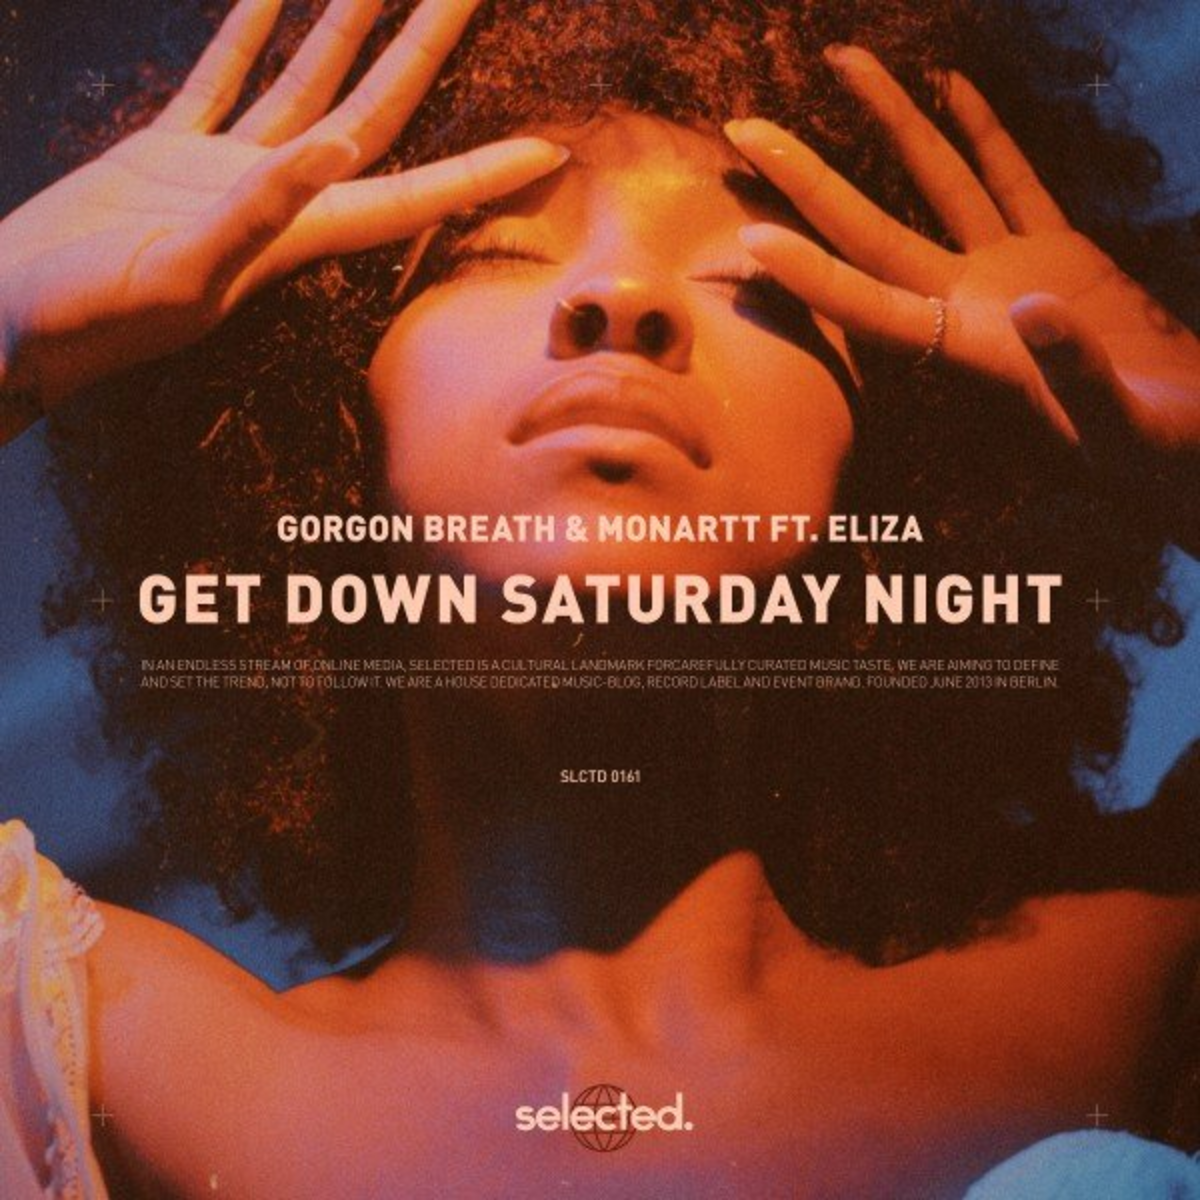 GORGON BREATH & MONARTT FT. ELIZA
GET DOWN SATURDAY NIGHT
IN AN ENDLESS STREAM OF ONLINE MEDIA, SELECTED IS A CULTURAL LANDMARK FORCAREFULLY CURATED MUSIC TASTE, WE ARE AIMING TO DEFINE
AND SET THE TREND, NOT TO FOLLOW IT. WE ARE A HOUSE DEDICATED MUSIC-BLOG, RECORD LABEL AND EVENT BRAND. FOUNDED JUNE 2013 IN BERLIN.
SLCTD 0161
selected.